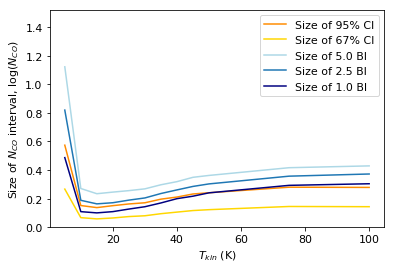 Size of 95% CI
Size of 67% CI
Size of 5.0 BI
Size of 2.5 BI
Size of 1.0 BI
1.4
1.2
1.0
0.8
0.6
0.4
0.2
0.0
Size of N_CO interval, log(N_CO)
20 40 60 80 100
T_kin (K)